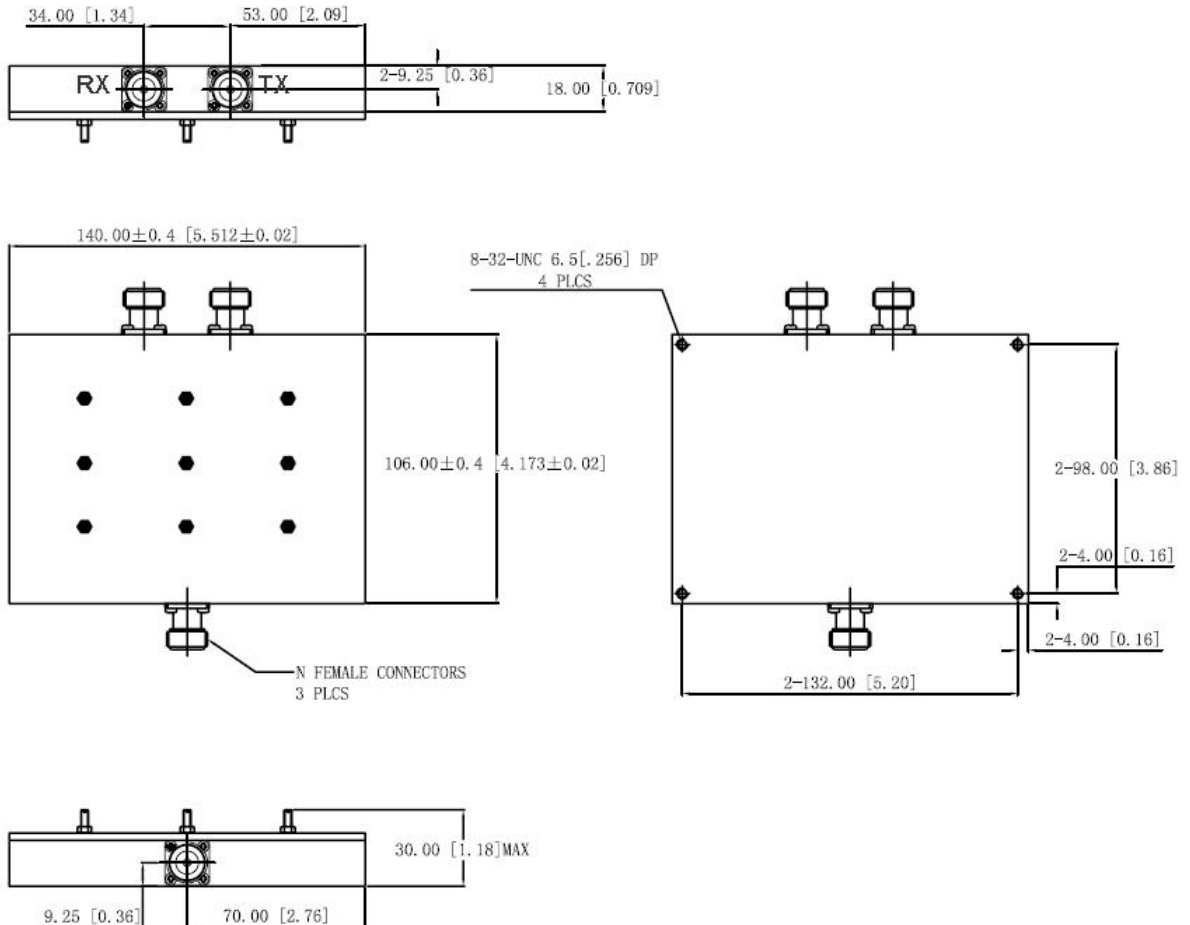 34.00 [1.34]
53.00 [2.09]
RX
TX
2-9.25 [0.36]
18.00 [0.709]
140.00±0.4 [5.512±0.02]
8-32-UNC 6.5[.256] DP
4 PLCS
106.00±0.4 [4.173±0.02]
2-98.00 [3.86]
2-4.00 [0.16]
2-4.00 [0.16]
2-132.00 [5.20]
N FEMALE CONNECTORS
3 PLCS
30.00 [1.18]MAX
9.25 [0.36]
70.00 [2.76]